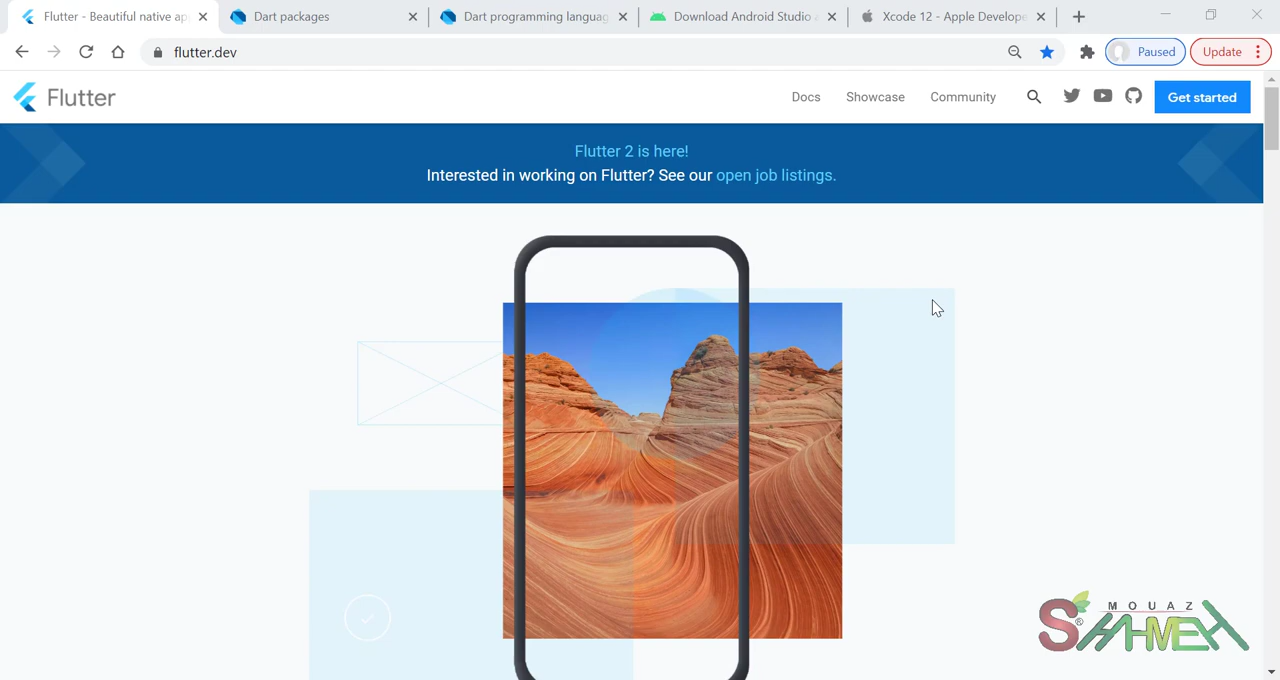 Flutter - Beautiful native ap
Dart packages
Dart programming languag
Download Android Studio a
Xcode 12 - Apple Develope
flutter.dev
Paused
Update
Flutter
Docs
Showcase
Community
Get started
Flutter 2 is here!
Interested in working on Flutter? See our open job listings.
MOUAZ
®